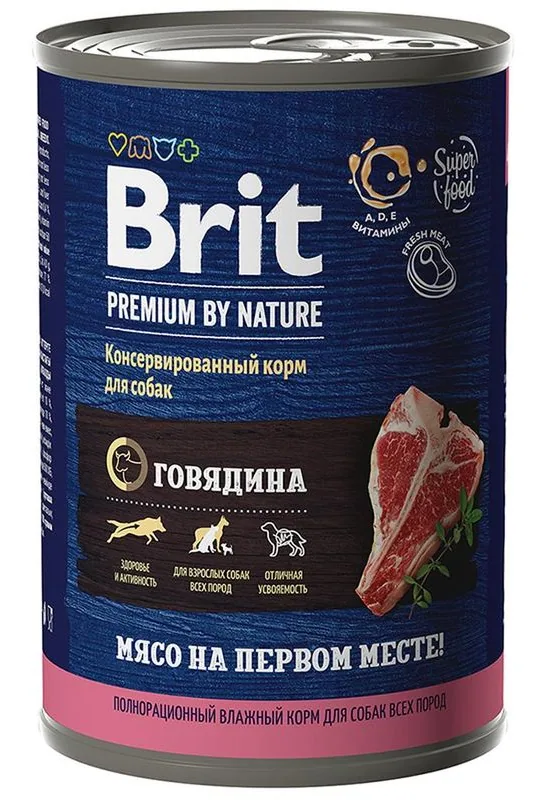 Brit
PREMIUM BY NATURE
Консервированный корм
для собак
A, D, E
ВИТАМИНЫ
Super
food
FRESH MEAT
ГОВЯДИНА
ЗДОРОВЬЕ
И АКТИВНОСТЬ
ДЛЯ ВЗРОСЛЫХ СОБАК
ВСЕХ ПОРОД
ОТЛИЧНАЯ
УСВОЯЕМОСТЬ
МЯСО НА ПЕРВОМ МЕСТЕ!
ПОЛНОРАЦИОННЫЙ ВЛАЖНЫЙ КОРМ ДЛЯ СОБАК ВСЕХ ПОРОД